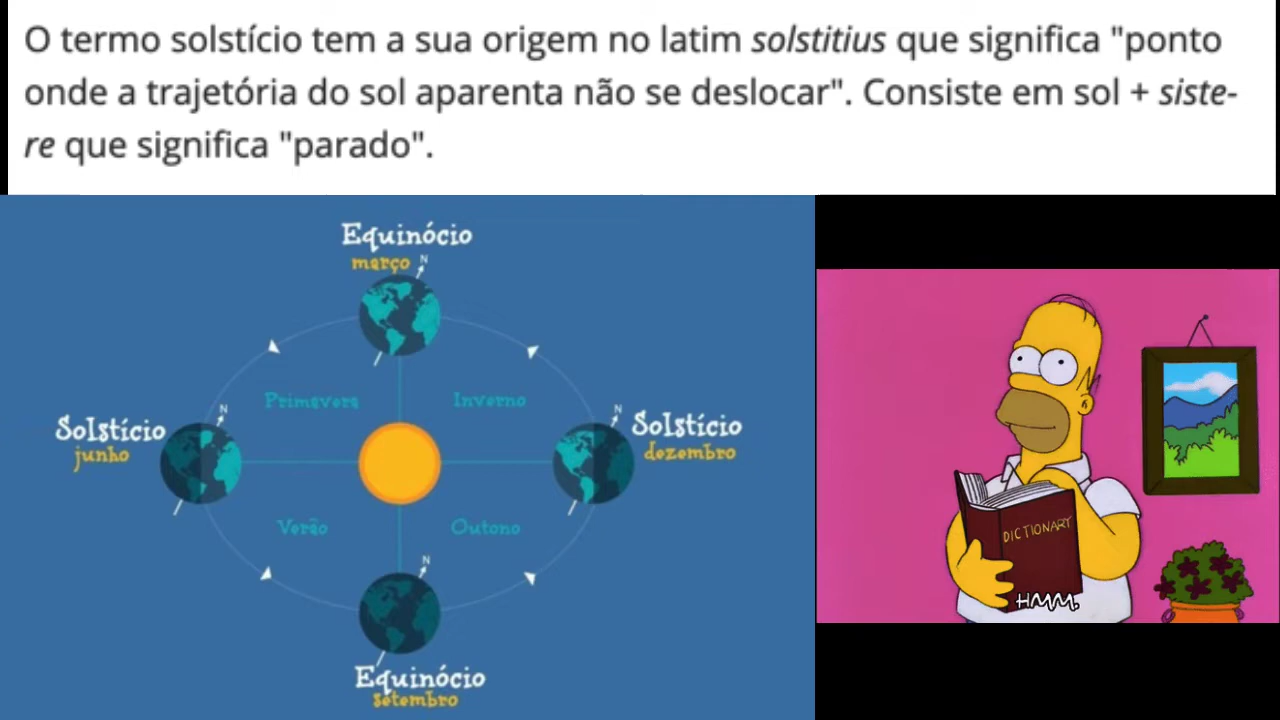 O termo solstício tem a sua origem no latim solstitius que significa "ponto
onde a trajetória do sol aparenta não se deslocar". Consiste em sol + siste-
re que significa "parado".
Equinócio
março
N
Primavera
Inverno
N
Solstício
junho
N
Solstício
dezembro
Verão
Outono
N
Equinócio
setembro
DICTIONARY
HMM.